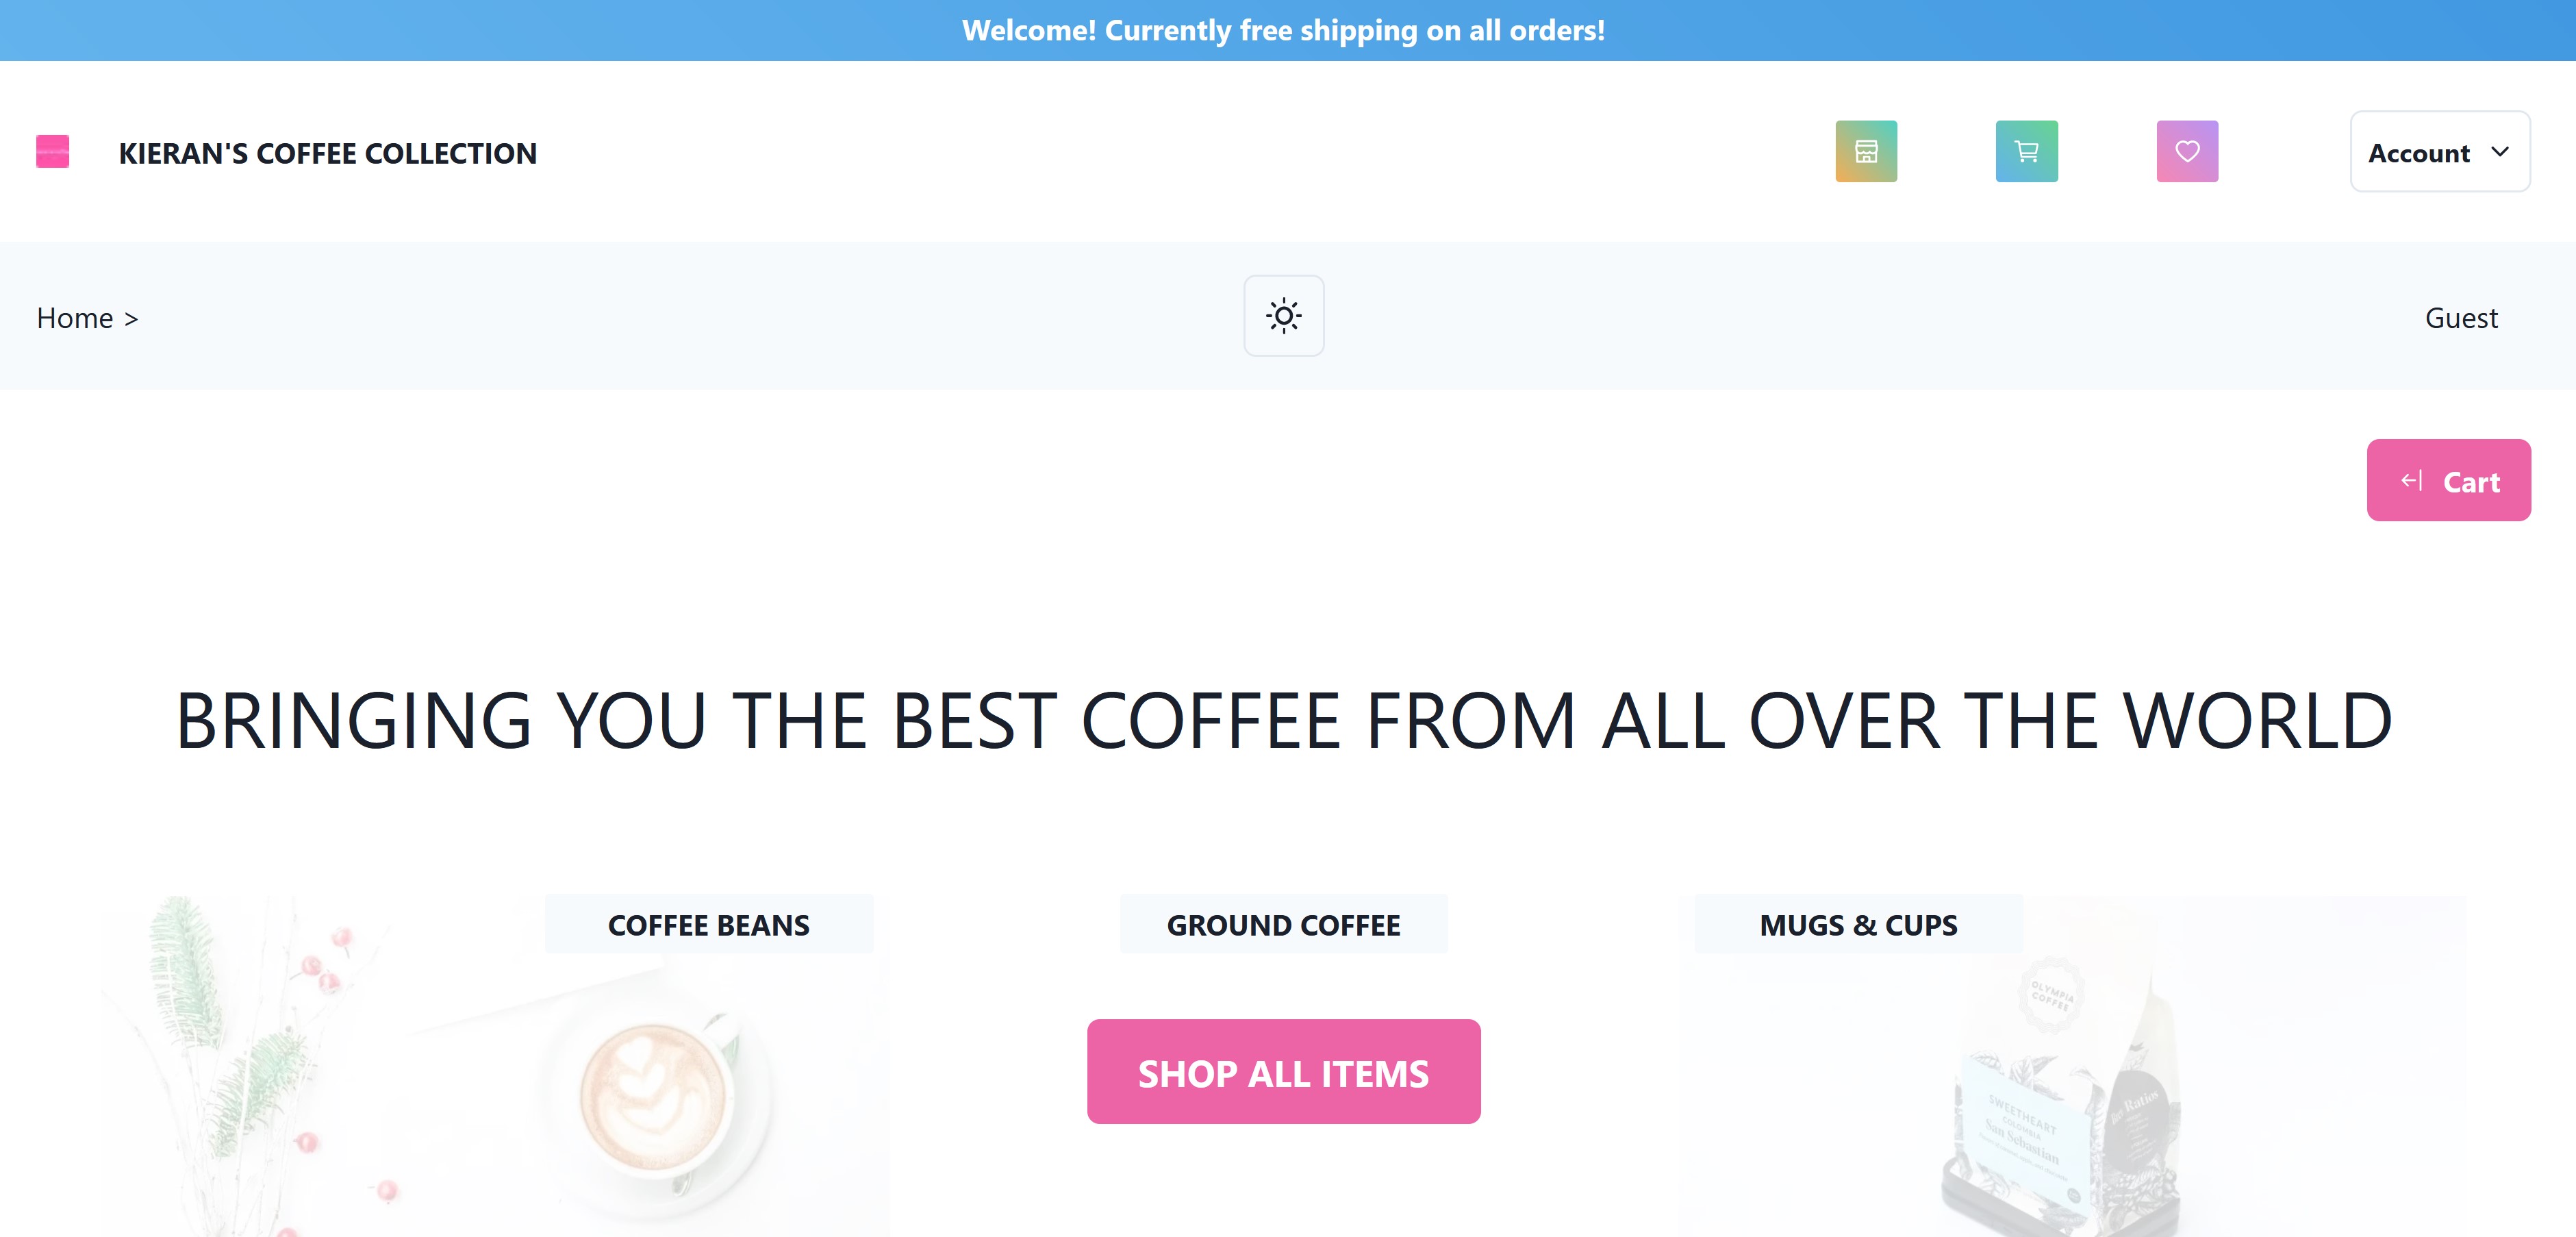 Welcome! Currently free shipping on all orders!
KIERAN'S COFFEE COLLECTION
Account
Home >
Guest
Cart
BRINGING YOU THE BEST COFFEE FROM ALL OVER THE WORLD
COFFEE BEANS
GROUND COFFEE
MUGS & CUPS
SHOP ALL ITEMS
OLYMPIA
COFFEE
SWEETHEART
COLOMBIA
San Sebastian
Ratios